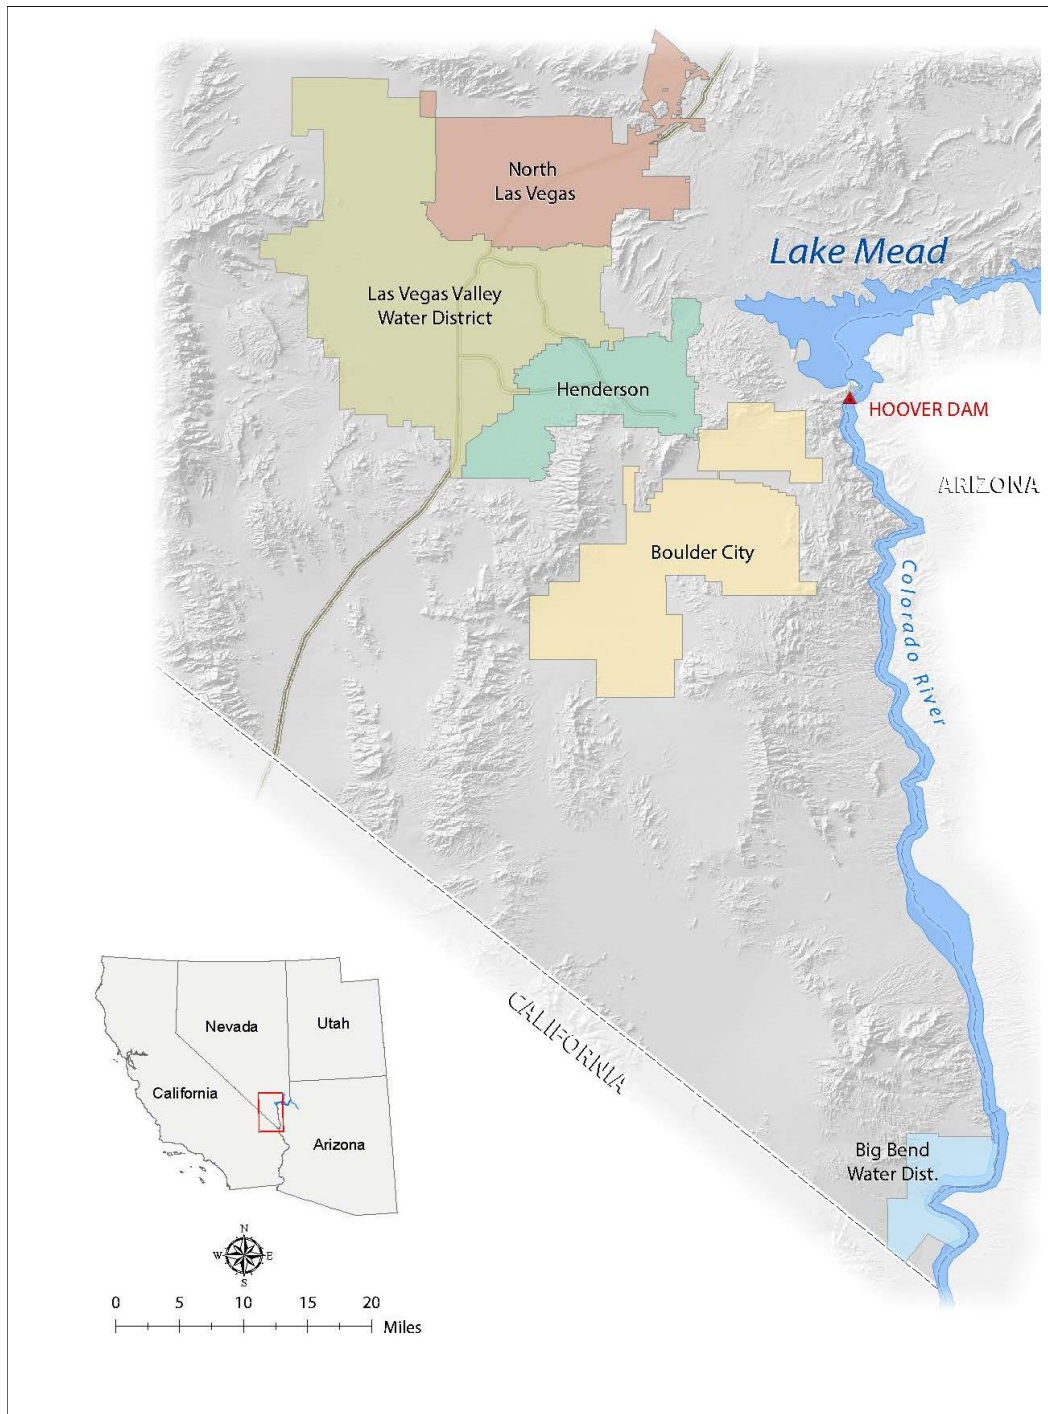 North
Las Vegas
Lake Mead
Las Vegas Valley
Water District
Henderson
HOOVER DAM
ARIZONA
Boulder City
Colorado River
CALIFORNIA
Nevada
Utah
California
Arizona
Big Bend
Water Dist.
N
W E
S
0 5 10 15 20
Miles